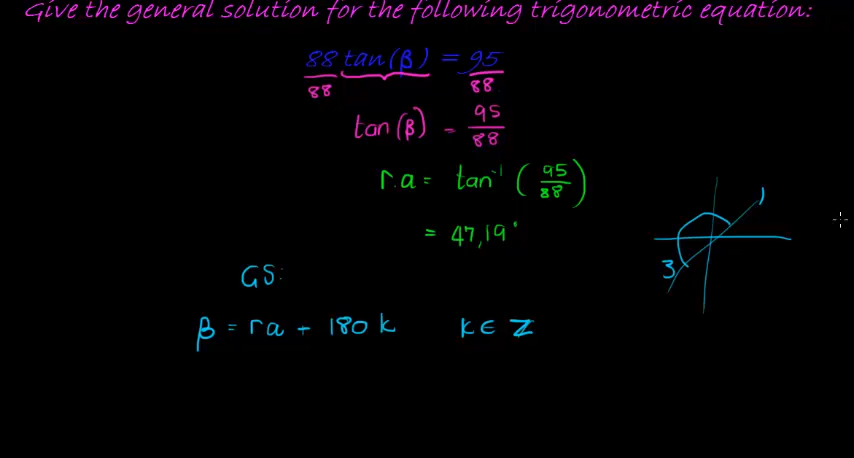 Give the general solution for the following trigonometric equation:
88 tan(β) = 95
88 88
tan(β) = 95/88
r.a = tan⁻¹ (95/88)
= 47,19°
1
3
GS:
β = ra + 180k k ∈ Z